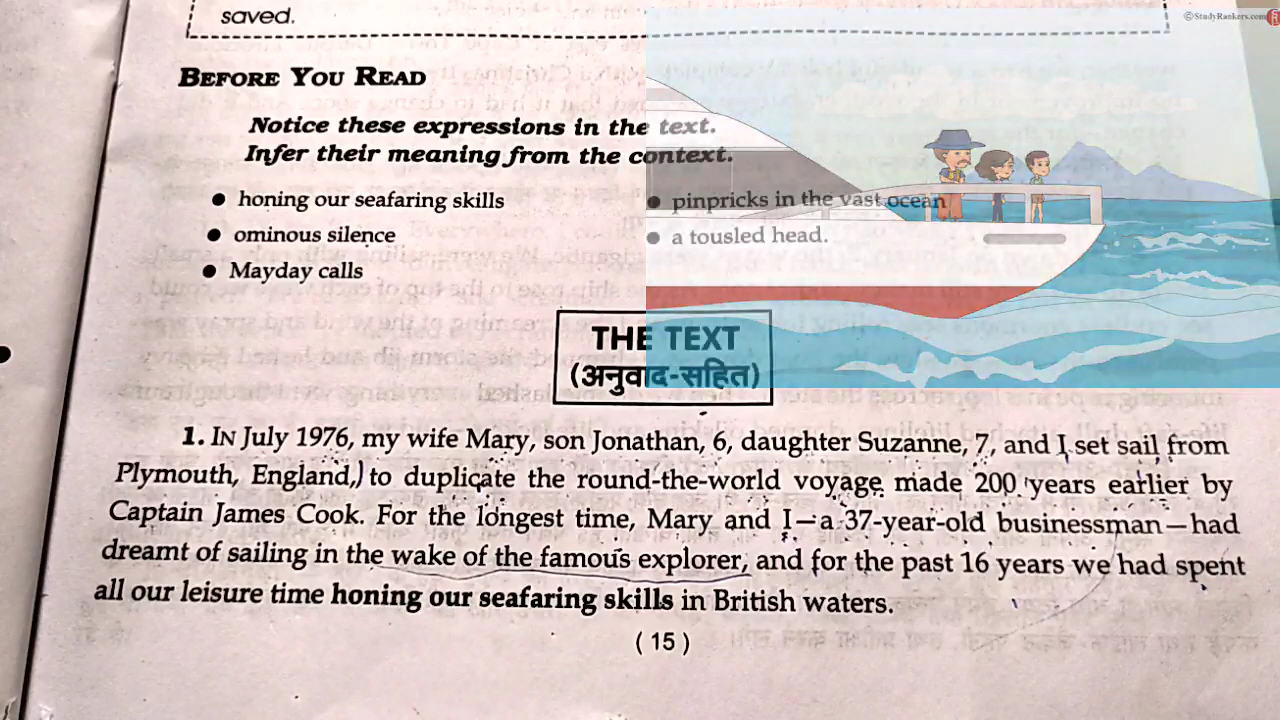 saved.
©StudyRankers.com
BEFORE YOU READ
Notice these expressions in the text.
Infer their meaning from the context.
● honing our seafaring skills
● pinpricks in the vast ocean
● ominous silence
● a tousled head.
● Mayday calls
THE TEXT
(अनुवाद-सहित)
1. IN July 1976, my wife Mary, son Jonathan, 6, daughter Suzanne, 7, and I set sail from
Plymouth, England,) to duplicate the round-the-world voyage made 200 years earlier by
Captain James Cook. For the longest time, Mary and I—a 37-year-old businessman—had
dreamt of sailing in the wake of the famous explorer, and for the past 16 years we had spent
all our leisure time honing our seafaring skills in British waters.
( 15 )